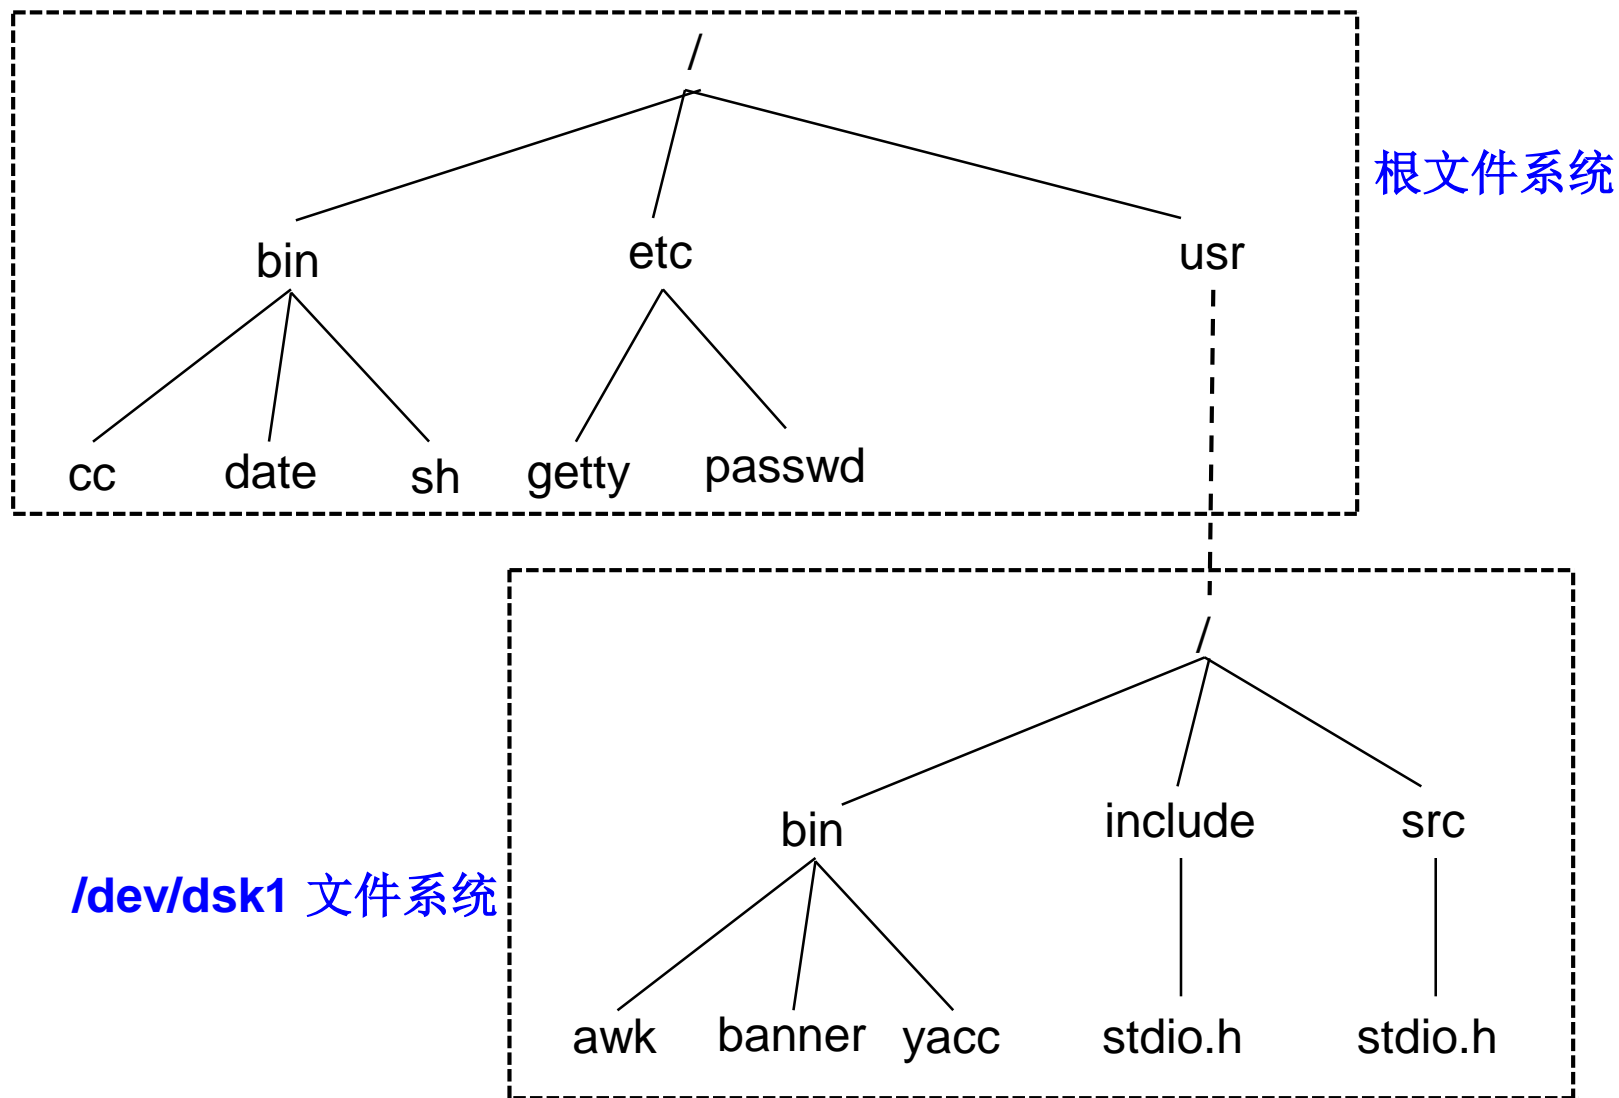 /
根文件系统
bin etc usr
cc date sh getty passwd
/
bin include src
/dev/dsk1 文件系统
awk banner yacc stdio.h stdio.h